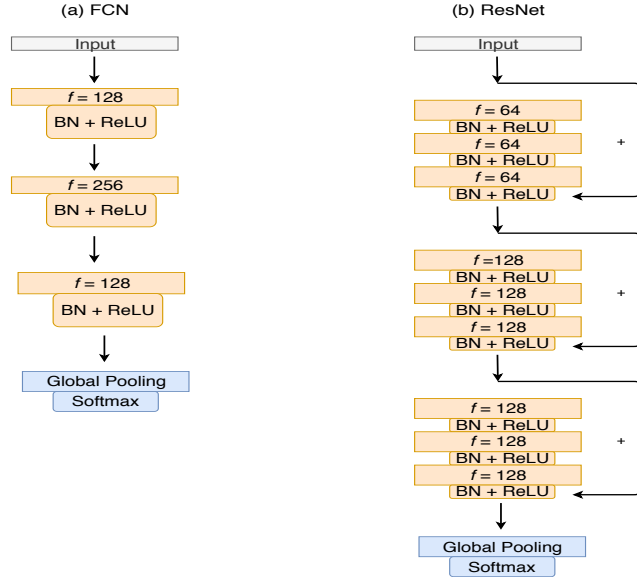 (a) FCN
Input
f = 128
BN + ReLU
f = 256
BN + ReLU
f = 128
BN + ReLU
Global Pooling
Softmax
(b) ResNet
Input
f = 64
BN + ReLU
f = 64
BN + ReLU
f = 64
BN + ReLU
+
f =128
BN + ReLU
f = 128
BN + ReLU
f = 128
BN + ReLU
+
f = 128
BN + ReLU
f = 128
BN + ReLU
f = 128
BN + ReLU
+
Global Pooling
Softmax